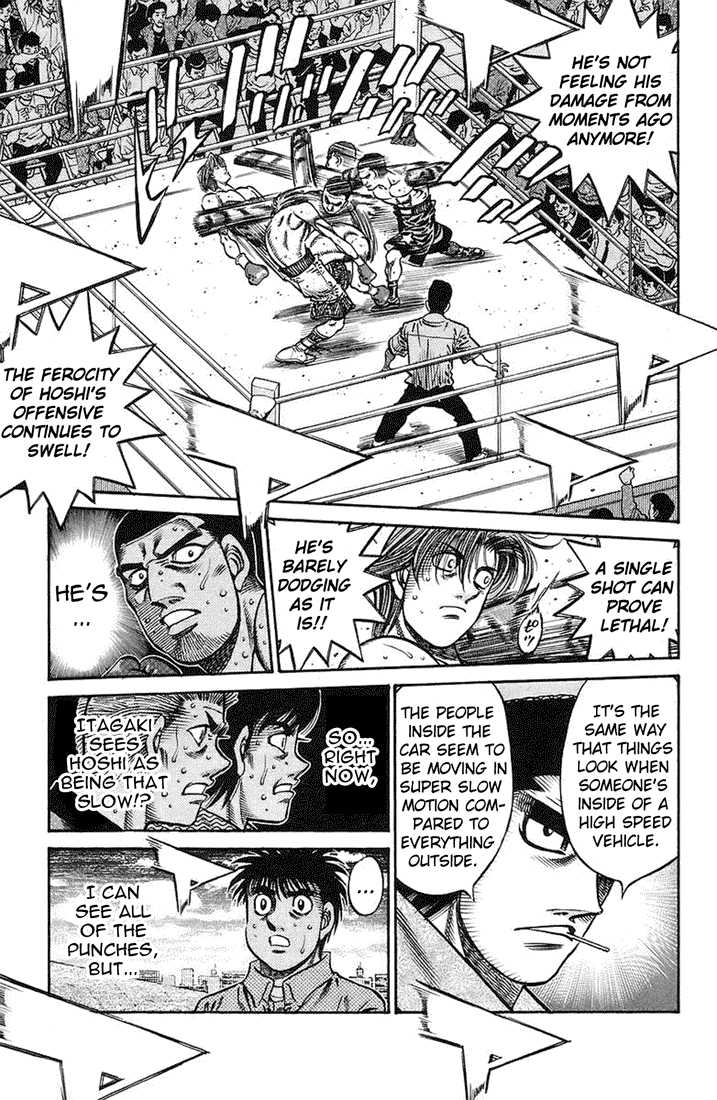 HE'S NOT
FEELING HIS
DAMAGE FROM
MOMENTS AGO
ANYMORE!
THE FEROCITY
OF HOSHI'S
OFFENSIVE
CONTINUES TO
SWELL!
A SINGLE
SHOT CAN
PROVE
LETHAL!
HE'S
BARELY
DODGING
AS IT
IS!!
HE'S
...
IT'S THE
SAME WAY
THAT THINGS
LOOK WHEN
SOMEONE'S
INSIDE OF A
HIGH SPEED
VEHICLE.
THE PEOPLE
INSIDE THE
CAR SEEM TO
BE MOVING IN
SUPER SLOW
MOTION COM-
PARED TO
EVERYTHING
OUTSIDE.
SO...
RIGHT
NOW,
ITAGAKI
SEES
HOSHI AS
BEING THAT
SLOW!?
...
I CAN
SEE ALL
OF THE
PUNCHES,
BUT...